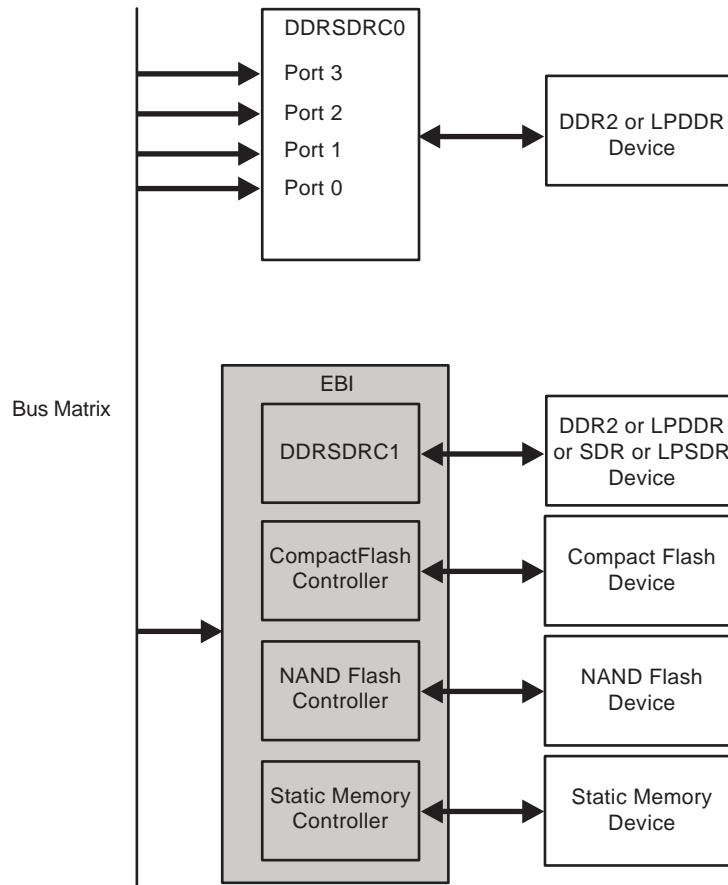 DDRSDRC0
Port 3
Port 2
Port 1
Port 0
DDR2 or LPDDR
Device
Bus Matrix
EBI
DDRSDRC1
DDR2 or LPDDR
or SDR or LPSDR
Device
CompactFlash
Controller
Compact Flash
Device
NAND Flash
Controller
NAND Flash
Device
Static Memory
Controller
Static Memory
Device